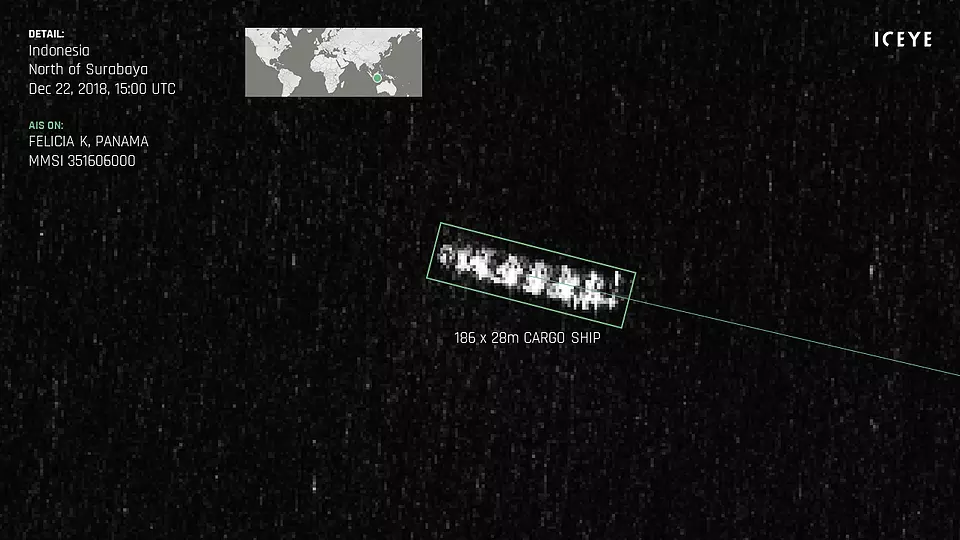 DETAIL:
Indonesia
North of Surabaya
Dec 22, 2018, 15:00 UTC
AIS ON:
FELICIA K, PANAMA
MMSI 351606000
ICEYE
186 x 28m CARGO SHIP